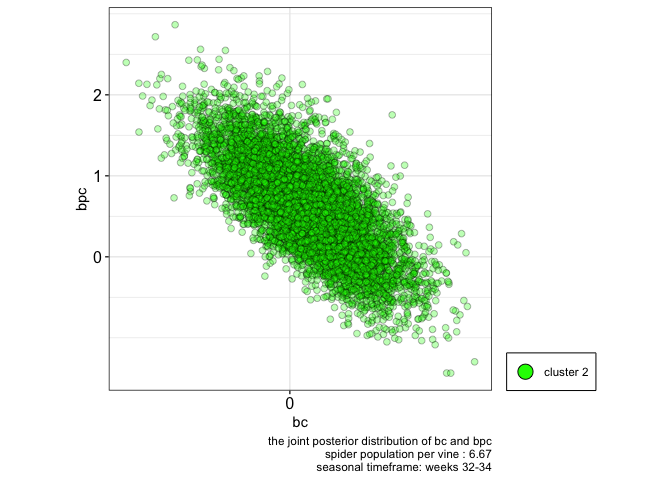 bpc
2
1
0
0
bc
cluster 2
the joint posterior distribution of bc and bpc
spider population per vine : 6.67
seasonal timeframe: weeks 32-34